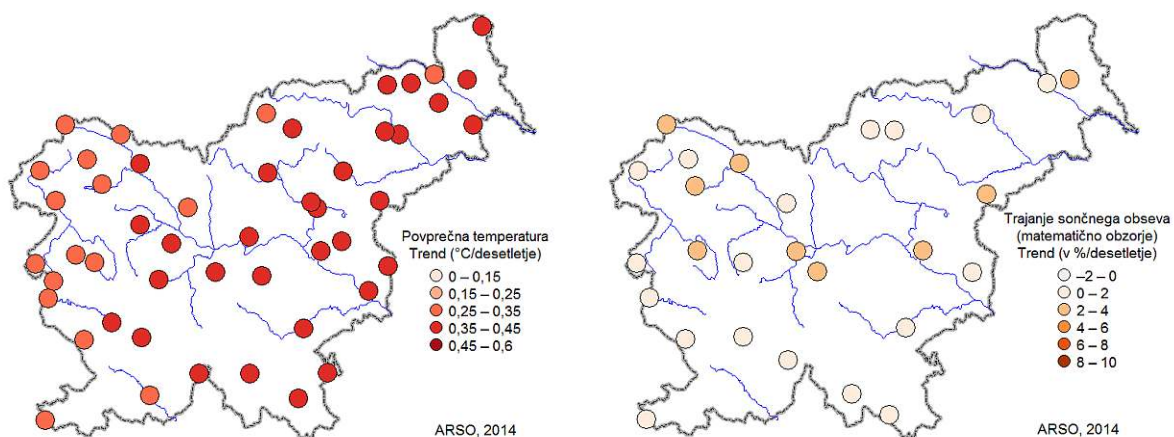 Povprečna temperatura
Trend (°C/desetletje)
0 – 0,15
0,15 – 0,25
0,25 – 0,35
0,35 – 0,45
0,45 – 0,6
ARSO, 2014
Trajanje sončnega obseva
(matematično obzorje)
Trend (v %/desetletje)
–2 – 0
0 – 2
2 – 4
4 – 6
6 – 8
8 – 10
ARSO, 2014